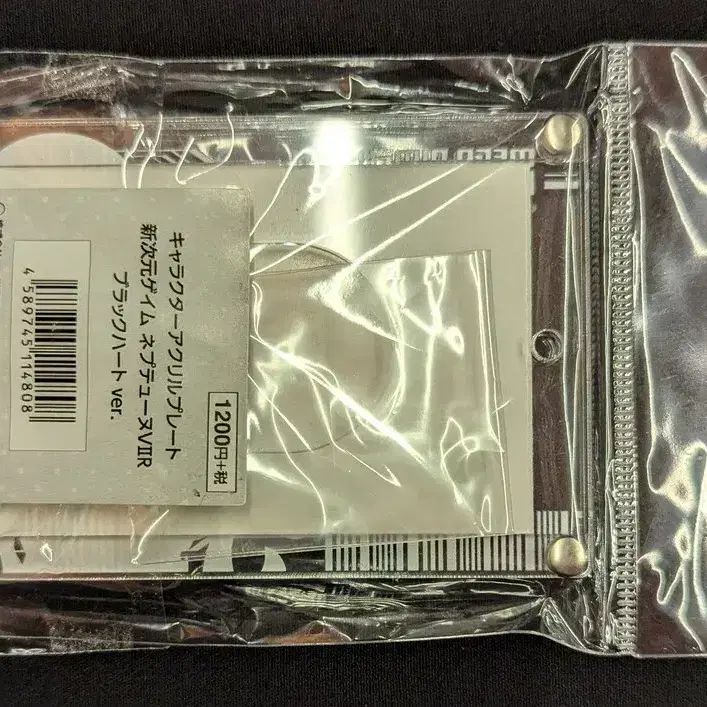 1200円+税
キャラクターアクリルプレート
新次元ゲイム ネプテューヌVⅡR
ブラックハート ver.
4 589745 114808